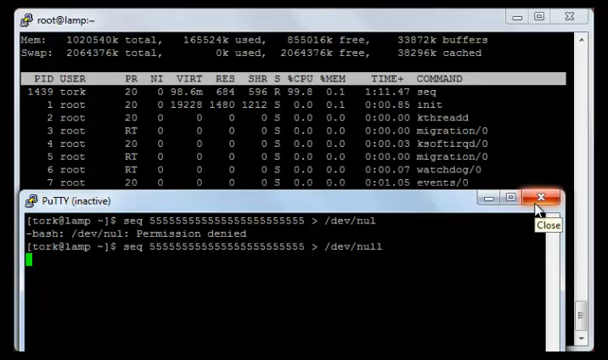 root@lamp:~
Mem: 1020540k total, 165524k used, 855016k free, 33872k buffers
Swap: 2064376k total, 0k used, 2064376k free, 38296k cached
PID USER PR NI VIRT RES SHR S %CPU %MEM TIME+ COMMAND
1439 tork 20 0 98.6m 684 596 R 99.8 0.1 1:11.47 seq
1 root 20 0 19228 1480 1212 S 0.0 0.1 0:00.85 init
2 root 20 0 0 0 0 S 0.0 0.0 0:00.00 kthreadd
3 root RT 0 0 0 0 S 0.0 0.0 0:00.00 migration/0
4 root 20 0 0 0 0 S 0.0 0.0 0:00.03 ksoftirqd/0
5 root RT 0 0 0 0 S 0.0 0.0 0:00.00 migration/0
6 root RT 0 0 0 0 S 0.0 0.0 0:00.07 watchdog/0
7 root 20 0 0 0 0 S 0.0 0.0 0:01.05 events/0
PuTTY (inactive)
[tork@lamp ~]$ seq 5555555555555555555555555 > /dev/nul
-bash: /dev/nul: Permission denied
[tork@lamp ~]$ seq 5555555555555555555555555 > /dev/null
Close